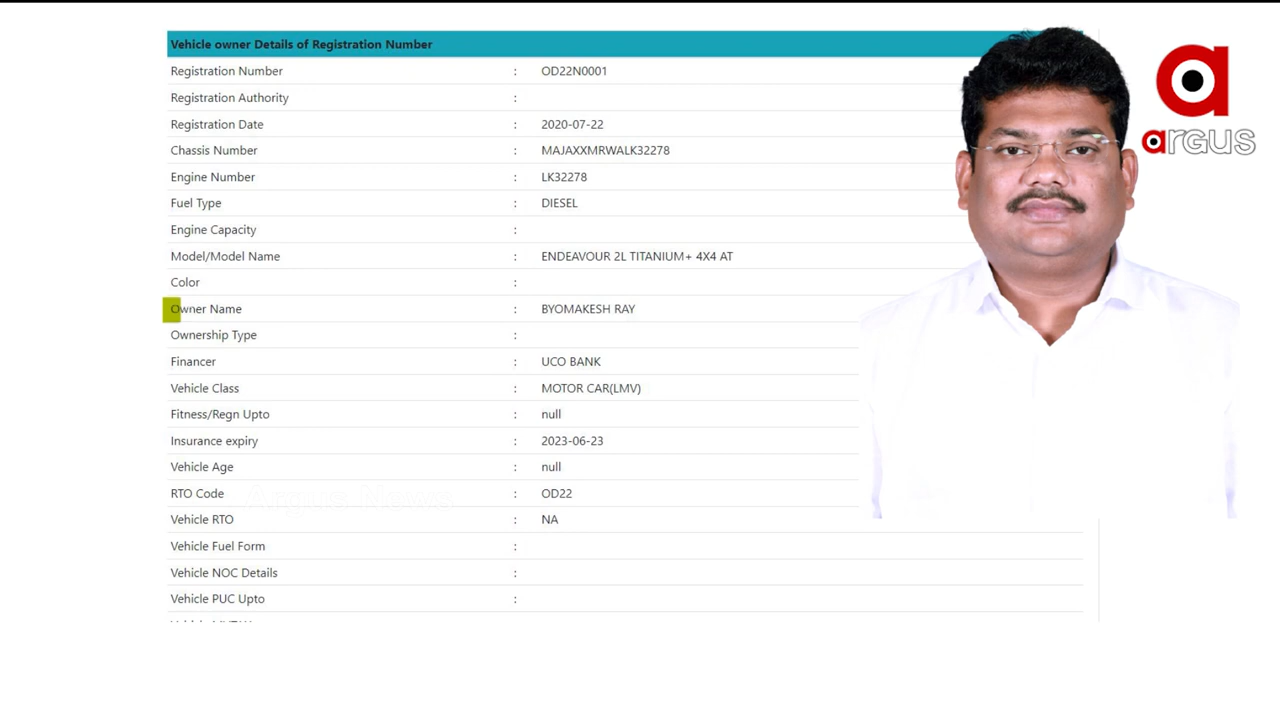 Vehicle owner Details of Registration Number
Registration Number : OD22N0001
Registration Authority :
Registration Date : 2020-07-22
Chassis Number : MAJAXXMRWALK32278
Engine Number : LK32278
Fuel Type : DIESEL
Engine Capacity :
Model/Model Name : ENDEAVOUR 2L TITANIUM+ 4X4 AT
Color :
Owner Name : BYOMAKESH RAY
Ownership Type :
Financer : UCO BANK
Vehicle Class : MOTOR CAR(LMV)
Fitness/Regn Upto : null
Insurance expiry : 2023-06-23
Vehicle Age : null
RTO Code : OD22
Argus News
Vehicle RTO : NA
Vehicle Fuel Form :
Vehicle NOC Details :
Vehicle PUC Upto :
a
argus